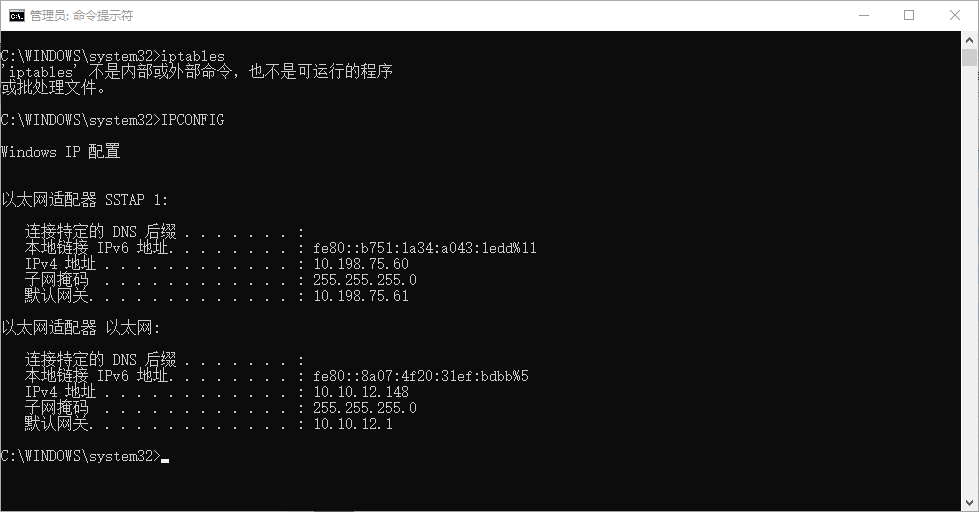 管理员: 命令提示符
C:\WINDOWS\system32>iptables
'iptables' 不是内部或外部命令，也不是可运行的程序
或批处理文件。
C:\WINDOWS\system32>IPCONFIG
Windows IP 配置
以太网适配器 SSTAP 1:
连接特定的 DNS 后缀 . . . . . . . :
本地链接 IPv6 地址. . . . . . . . : fe80::b751:1a34:a043:1edd%11
IPv4 地址 . . . . . . . . . . . . : 10.198.75.60
子网掩码  . . . . . . . . . . . . : 255.255.255.0
默认网关. . . . . . . . . . . . . : 10.198.75.61
以太网适配器 以太网:
连接特定的 DNS 后缀 . . . . . . . :
本地链接 IPv6 地址. . . . . . . . : fe80::8a07:4f20:31ef:bdbb%5
IPv4 地址 . . . . . . . . . . . . : 10.10.12.148
子网掩码  . . . . . . . . . . . . : 255.255.255.0
默认网关. . . . . . . . . . . . . : 10.10.12.1
C:\WINDOWS\system32>